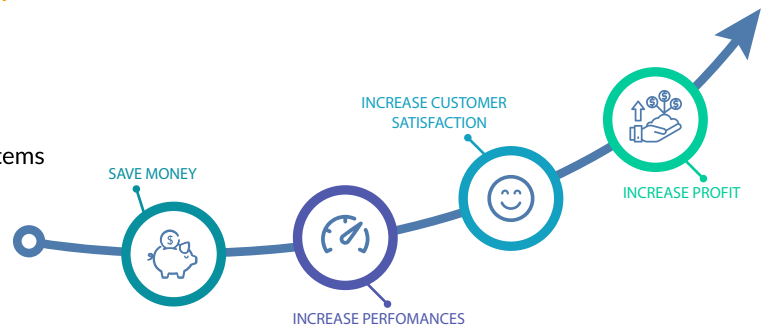 INCREASE CUSTOMER
SATISFACTION
tems
SAVE MONEY
INCREASE PROFIT
INCREASE PERFOMANCES